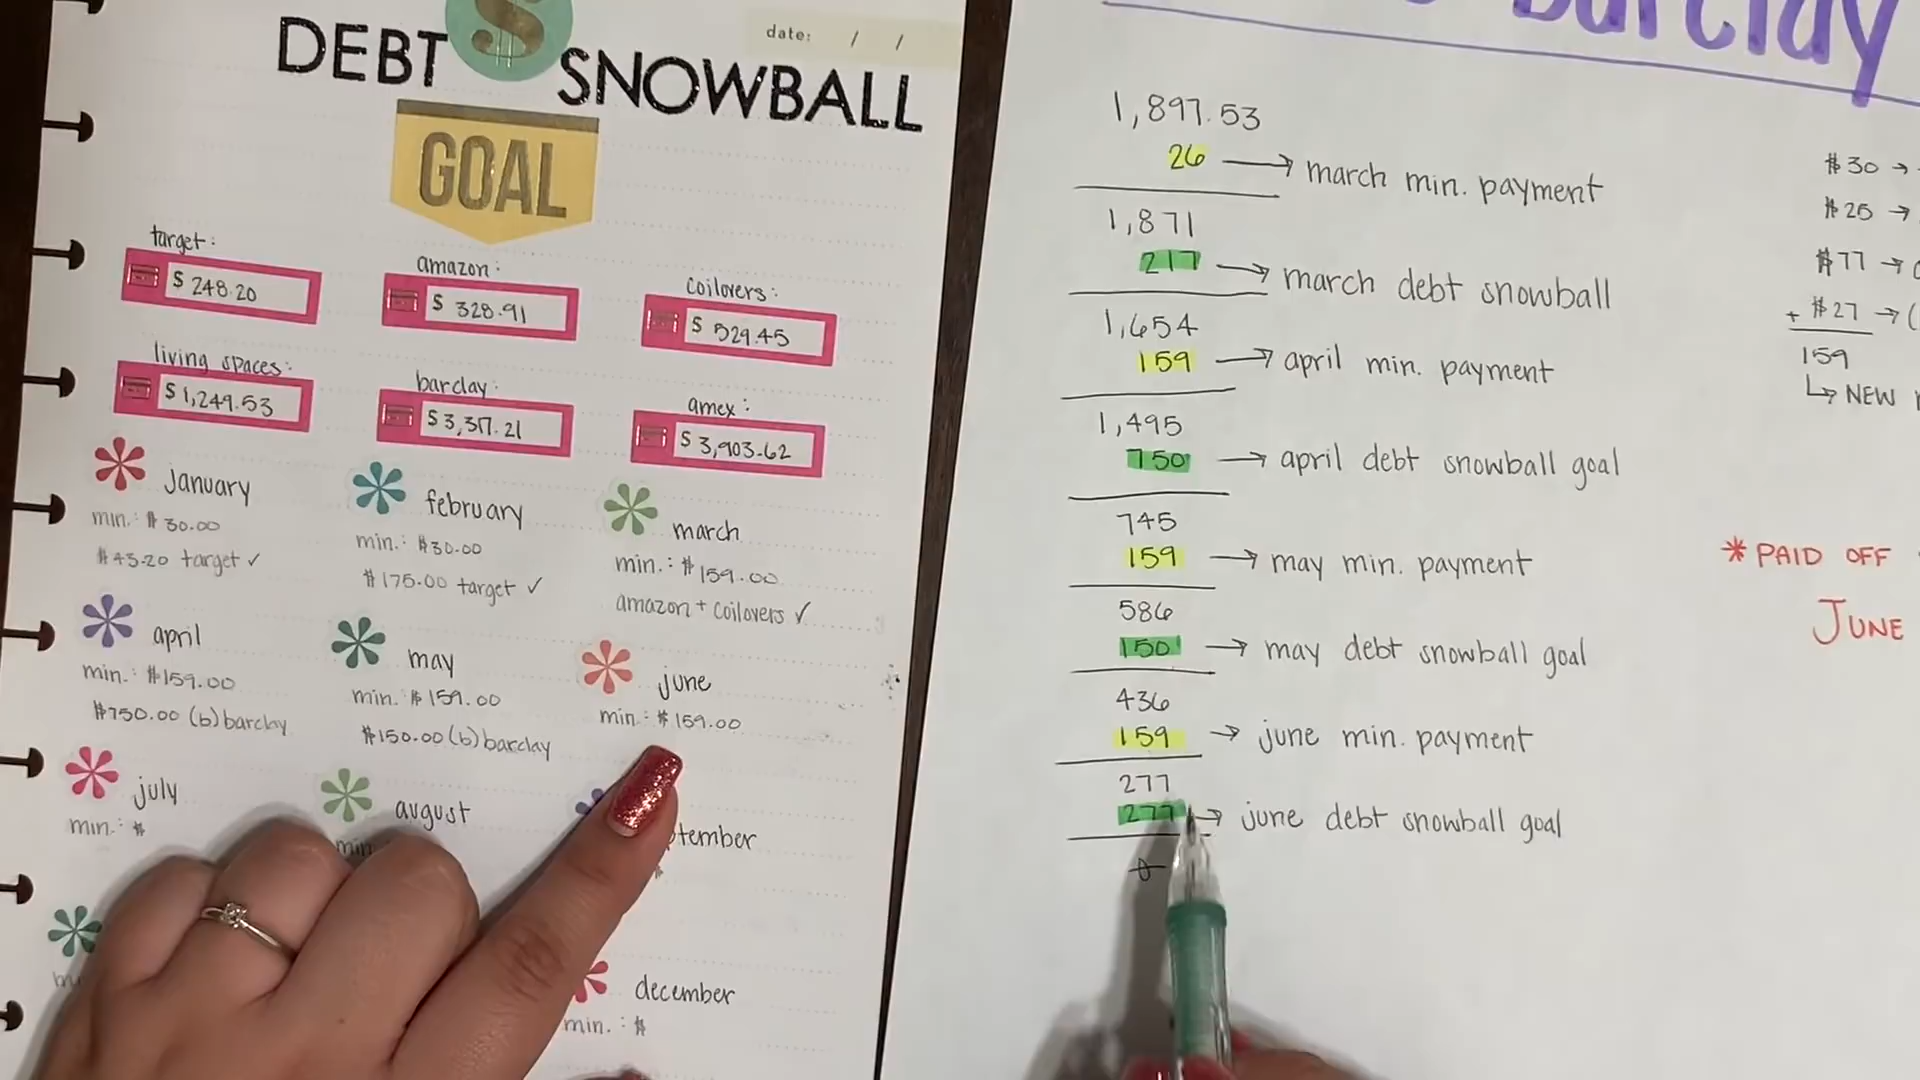 DEBT $ SNOWBALL
date: / /
GOAL
target:
$ 248.20
amazon:
$ 328.91
coilovers:
$ 529.45
living spaces:
$ 1,249.53
barclay:
$ 3,317.21
amex:
$ 3,903.62
january
min.: $ 30.00
$ 43.20 target ✓
february
min.: $30.00
$ 175.00 target ✓
march
min.: $159.00
amazon + coilovers ✓
april
min.: $159.00
$750.00 (b) barclay
may
min.: $ 159.00
$150.00 (b) barclay
june
min.: $ 159.00
july
min.: $
august
min
tember
$
december
min.: $
barclay
1,897.53
26 → march min. payment
1,871
217 → march debt snowball
1,654
159 → april min. payment
1,495
750 → april debt snowball goal
745
159 → may min. payment
586
150 → may debt snowball goal
436
159 → june min. payment
277
277 → june debt snowball goal
0
$30 →
$25 →
$77 → (
+ $27 → (
159
↳ NEW
* PAID OFF
JUNE